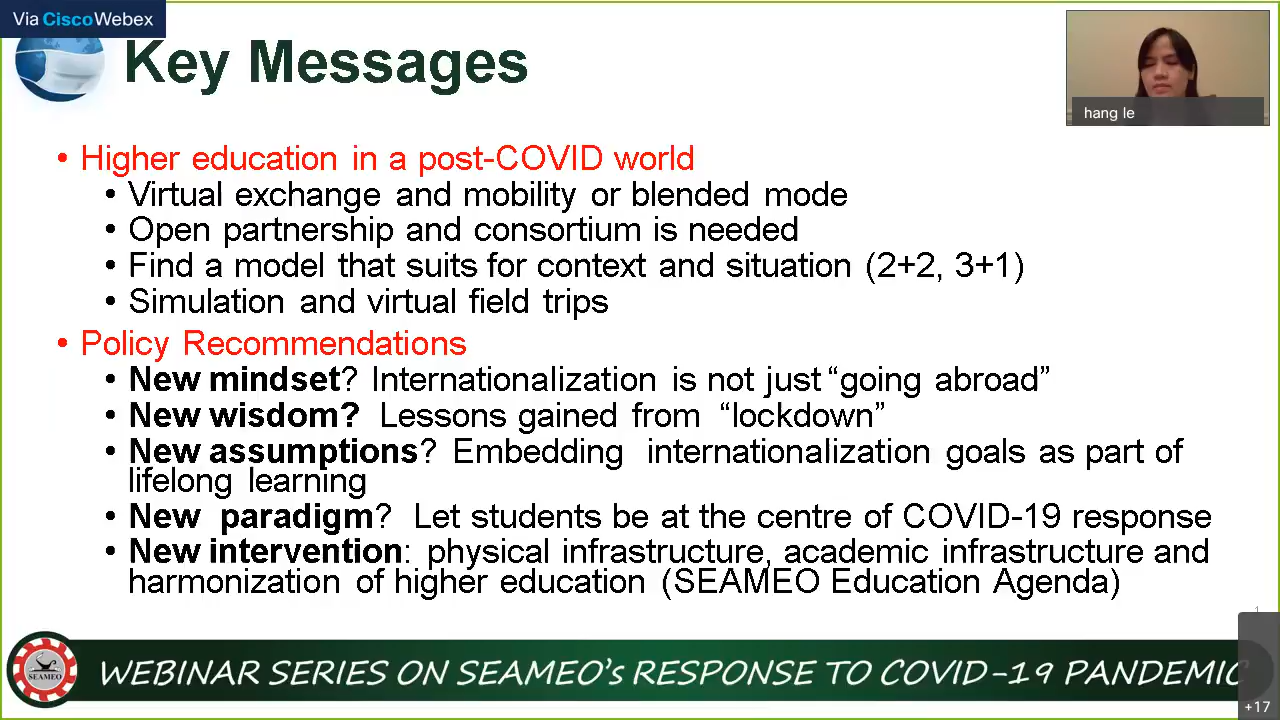 Via Cisco Webex
Key Messages
hang le
• Higher education in a post-COVID world
• Virtual exchange and mobility or blended mode
• Open partnership and consortium is needed
• Find a model that suits for context and situation (2+2, 3+1)
• Simulation and virtual field trips
• Policy Recommendations
• New mindset? Internationalization is not just “going abroad”
• New wisdom? Lessons gained from “lockdown”
• New assumptions? Embedding internationalization goals as part of
lifelong learning
• New paradigm? Let students be at the centre of COVID-19 response
• New intervention: physical infrastructure, academic infrastructure and
harmonization of higher education (SEAMEO Education Agenda)
1
SEAMEO
WEBINAR SERIES ON SEAMEO’s RESPONSE TO COVID-19 PANDEMIC
+17